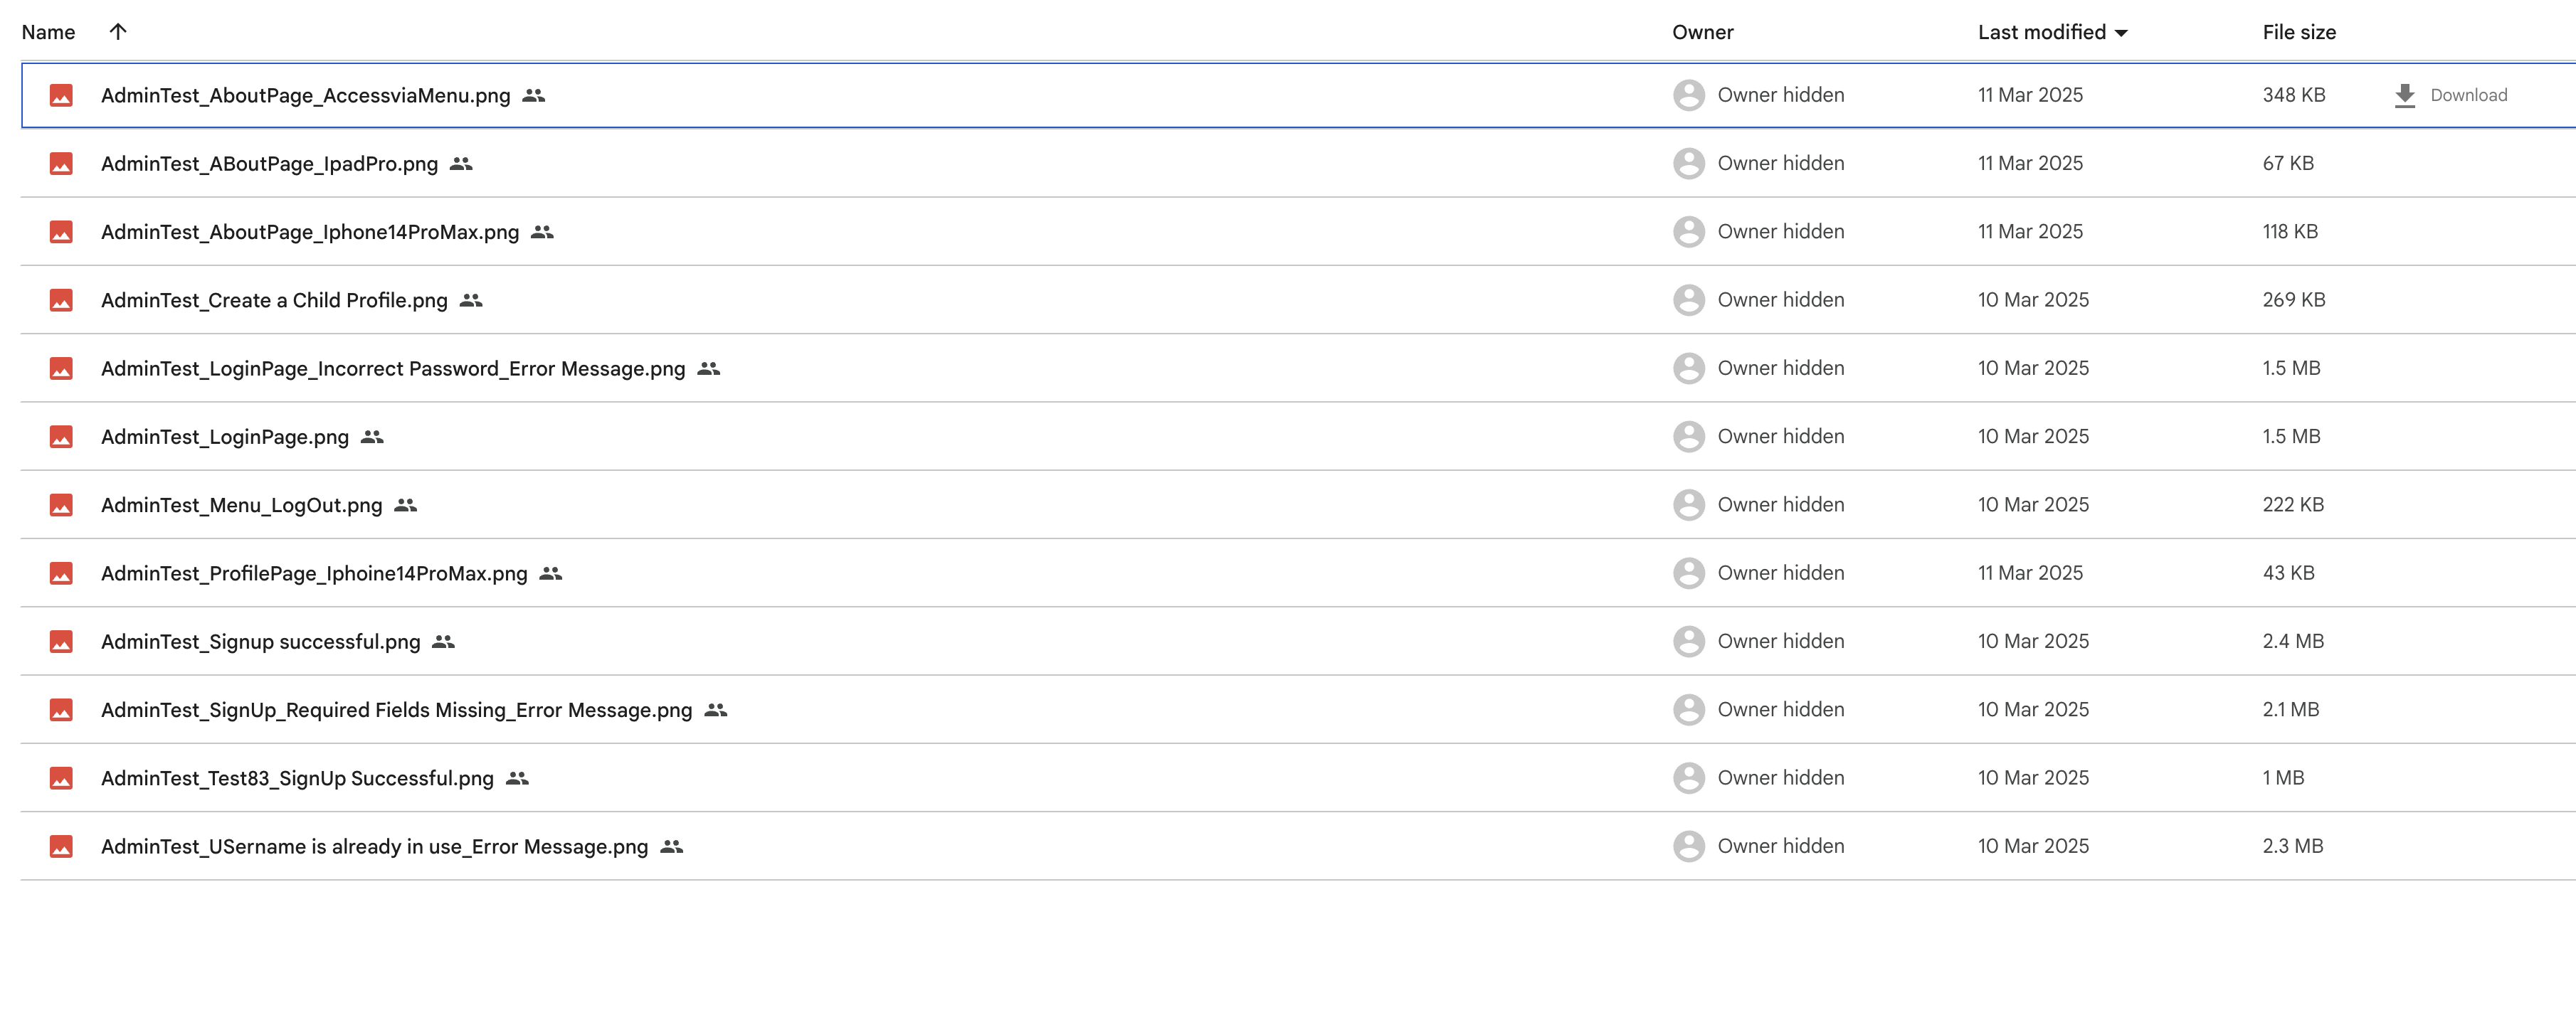 Name Owner Last modified File size
AdminTest_AboutPage_AccessviaMenu.png Owner hidden 11 Mar 2025 348 KB Download
AdminTest_ABoutPage_IpadPro.png Owner hidden 11 Mar 2025 67 KB
AdminTest_AboutPage_Iphone14ProMax.png Owner hidden 11 Mar 2025 118 KB
AdminTest_Create a Child Profile.png Owner hidden 10 Mar 2025 269 KB
AdminTest_LoginPage_Incorrect Password_Error Message.png Owner hidden 10 Mar 2025 1.5 MB
AdminTest_LoginPage.png Owner hidden 10 Mar 2025 1.5 MB
AdminTest_Menu_LogOut.png Owner hidden 10 Mar 2025 222 KB
AdminTest_ProfilePage_Iphoine14ProMax.png Owner hidden 11 Mar 2025 43 KB
AdminTest_Signup successful.png Owner hidden 10 Mar 2025 2.4 MB
AdminTest_SignUp_Required Fields Missing_Error Message.png Owner hidden 10 Mar 2025 2.1 MB
AdminTest_Test83_SignUp Successful.png Owner hidden 10 Mar 2025 1 MB
AdminTest_USername is already in use_Error Message.png Owner hidden 10 Mar 2025 2.3 MB